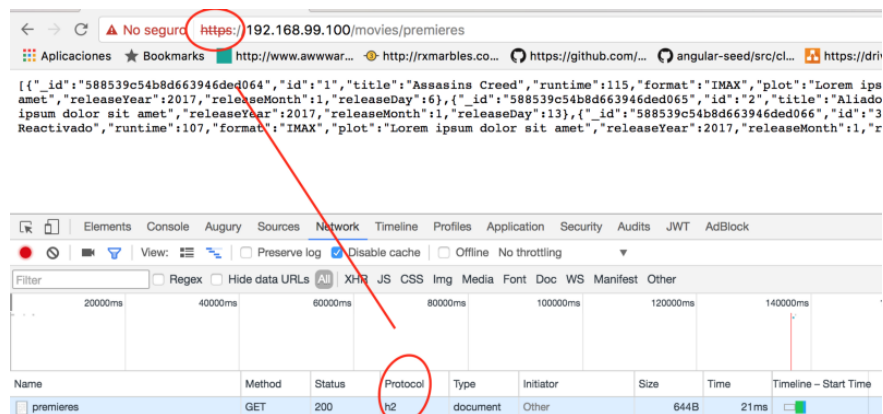 No seguro https://192.168.99.100/movies/premieres
Aplicaciones Bookmarks http://www.awwwar... http://rxmarbles.co... https://github.com/... angular-seed/src/cl... https://driv
[{"_id":"588539c54b8d663946ded064","id":"1","title":"Assasins Creed","runtime":115,"format":"IMAX","plot":"Lorem ips
amet","releaseYear":2017,"releaseMonth":1,"releaseDay":6},{"_id":"588539c54b8d663946ded065","id":"2","title":"Aliado
ipsum dolor sit amet","releaseYear":2017,"releaseMonth":1,"releaseDay":13},{"_id":"588539c54b8d663946ded066","id":"3
Reactivado","runtime":107,"format":"IMAX","plot":"Lorem ipsum dolor sit amet","releaseYear":2017,"releaseMonth":1,"r
Elements Console Augury Sources Network Timeline Profiles Application Security Audits JWT AdBlock
View: Preserve log Disable cache Offline No throttling
Filter Regex Hide data URLs All XHR JS CSS Img Media Font Doc WS Manifest Other
20000ms 40000ms 60000ms 80000ms 100000ms 120000ms 140000ms
Name Method Status Protocol Type Initiator Size Time Timeline – Start Time
premieres GET 200 h2 document Other 644B 21ms